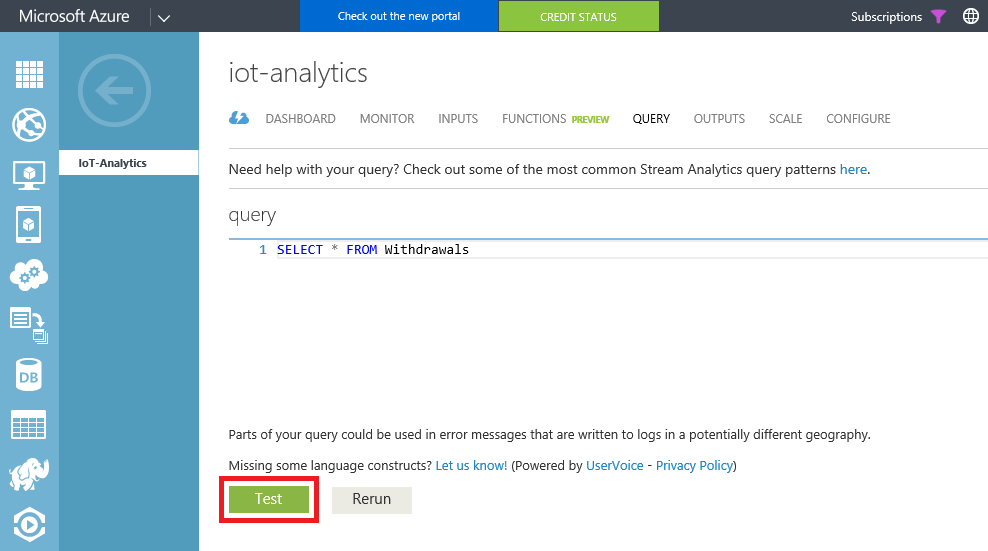 Microsoft Azure
Check out the new portal
CREDIT STATUS
Subscriptions
iot-analytics
DASHBOARD MONITOR INPUTS FUNCTIONS PREVIEW QUERY OUTPUTS SCALE CONFIGURE
IoT-Analytics
Need help with your query? Check out some of the most common Stream Analytics query patterns here.
query
1 SELECT * FROM Withdrawals
DB
Parts of your query could be used in error messages that are written to logs in a potentially different geography.
Missing some language constructs? Let us know! (Powered by UserVoice - Privacy Policy)
Test
Rerun